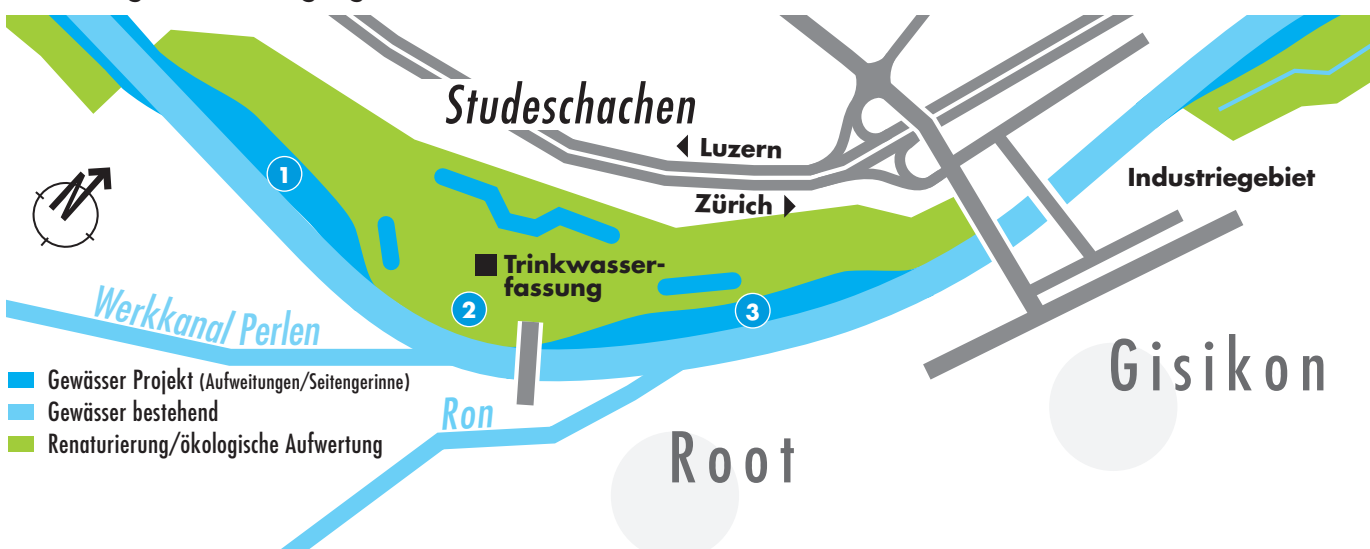 Studeschachen
Luzern
Zürich
Industriegebiet
1
Trinkwasser-
fassung
2
3
Werkkanal Perlen
Gewässer Projekt (Aufweitungen/Seitengerinne)
Gewässer bestehend
Renaturierung/ökologische Aufwertung
Ron
Root
Gisikon
N